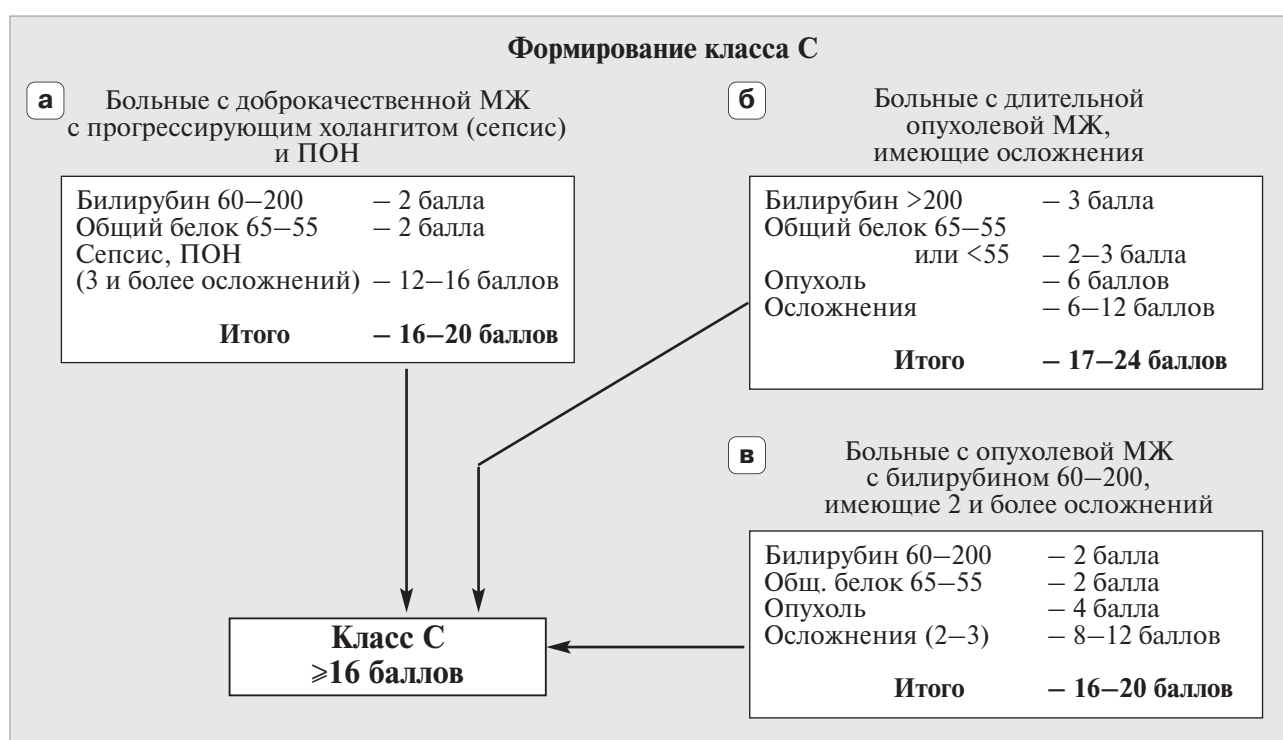 Формирование класса С
а
Больные с доброкачественной МЖ
с прогрессирующим холангитом (сепсис)
и ПОН
Билирубин 60–200 – 2 балла
Общий белок 65–55 – 2 балла
Сепсис, ПОН
(3 и более осложнений) – 12–16 баллов
Итого – 16–20 баллов
б
Больные с длительной
опухолевой МЖ,
имеющие осложнения
Билирубин >200 – 3 балла
Общий белок 65–55
или <55 – 2–3 балла
Опухоль – 6 баллов
Осложнения – 6–12 баллов
Итого – 17–24 баллов
в
Больные с опухолевой МЖ
с билирубином 60–200,
имеющие 2 и более осложнений
Билирубин 60–200 – 2 балла
Общ. белок 65–55 – 2 балла
Опухоль – 4 балла
Осложнения (2–3) – 8–12 баллов
Итого – 16–20 баллов
Класс С
⩾16 баллов